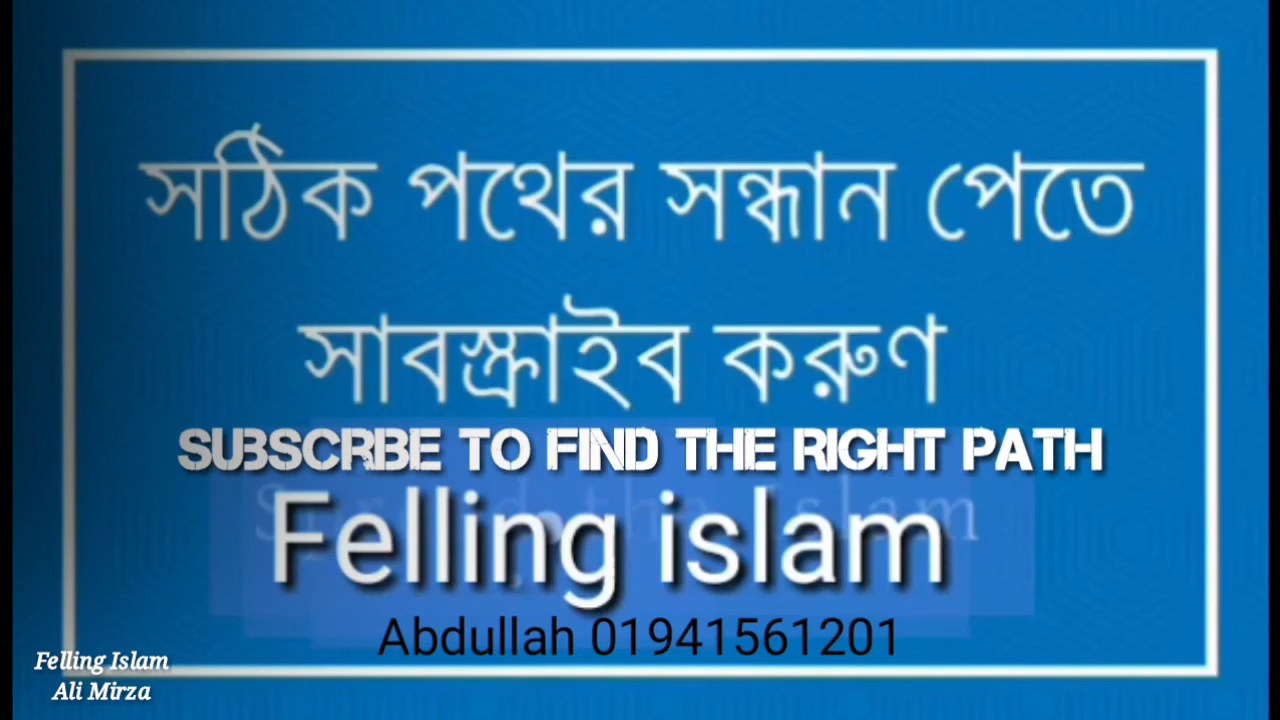 সঠিক পথের সন্ধান পেতে
সাবস্ক্রাইব করুণ
SUBSCRBE TO FIND THE RIGHT PATH
Felling islam
Abdullah 01941561201
Felling Islam
Ali Mirza